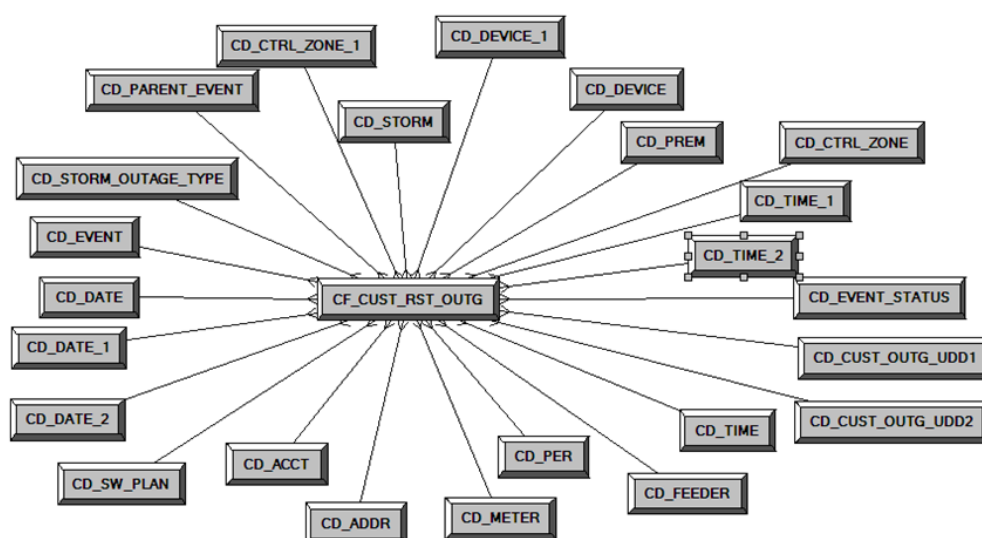 CD_DEVICE_1
CD_CTRL_ZONE_1
CD_PARENT_EVENT
CD_DEVICE
CD_STORM
CD_PREM
CD_CTRL_ZONE
CD_STORM_OUTAGE_TYPE
CD_TIME_1
CD_EVENT
CD_TIME_2
CD_DATE
CF_CUST_RST_OUTG
CD_EVENT_STATUS
CD_DATE_1
CD_CUST_OUTG_UDD1
CD_DATE_2
CD_TIME
CD_CUST_OUTG_UDD2
CD_ACCT
CD_PER
CD_SW_PLAN
CD_FEEDER
CD_ADDR
CD_METER